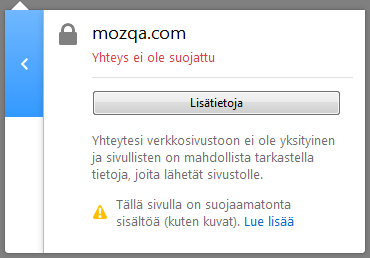 mozqa.com
Yhteys ei ole suojattu
Lisätietoja
Yhteytesi verkkosivustoon ei ole yksityinen
ja sivullisten on mahdollista tarkastella
tietoja, joita lähetät sivustolle.
Tällä sivulla on suojaamatonta
sisältöä (kuten kuvat). Lue lisää